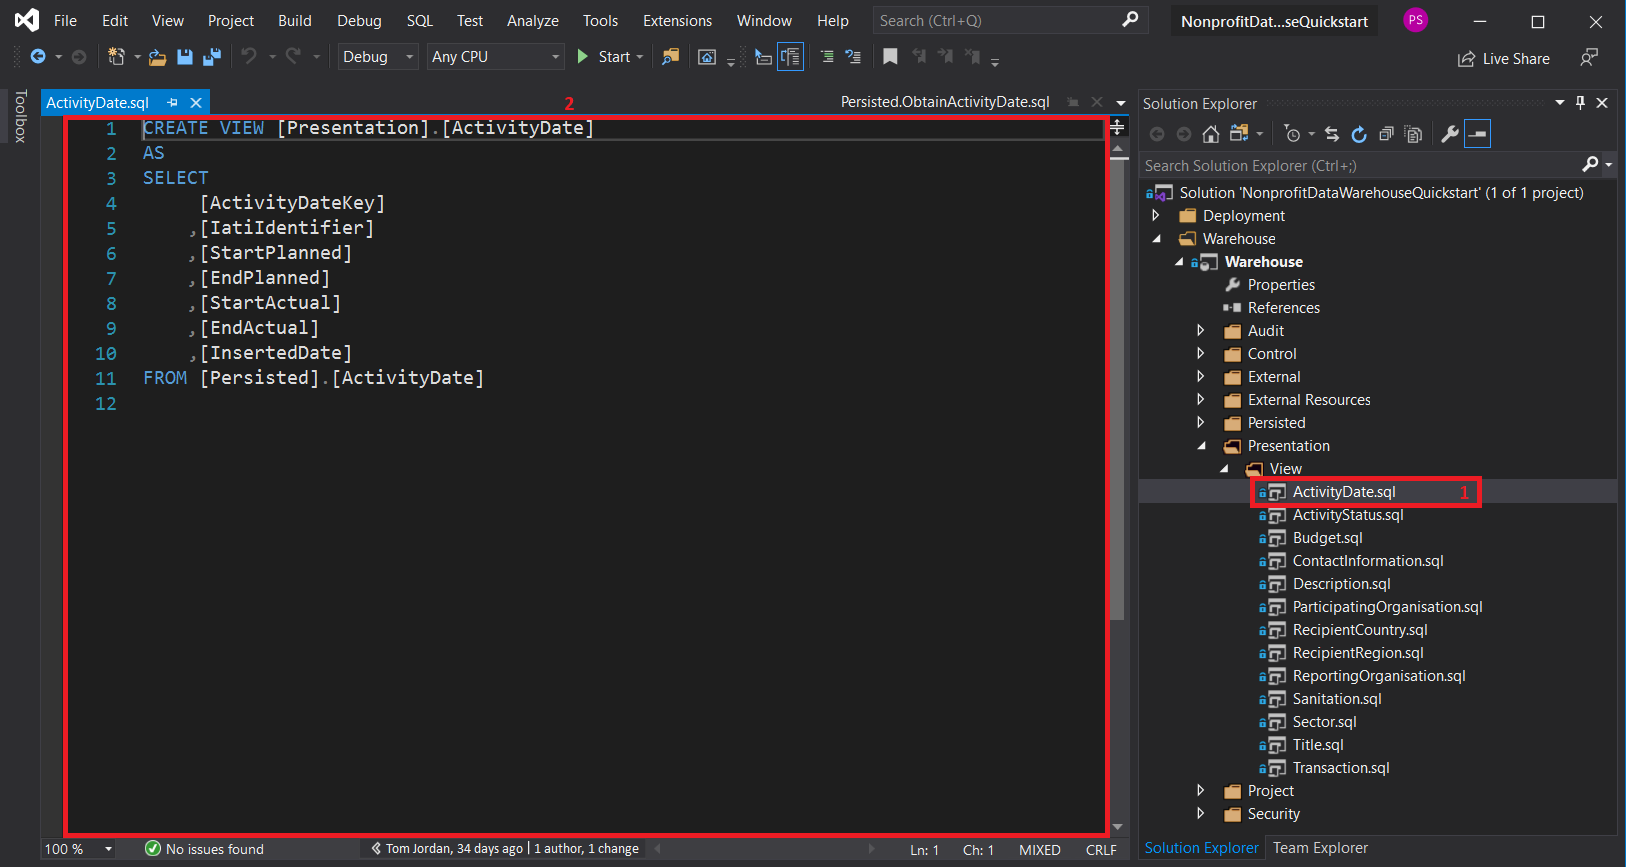 File Edit View Project Build Debug SQL Test Analyze Tools Extensions Window Help Search (Ctrl+Q) NonprofitDat...seQuickstart PS
Debug Any CPU Start Live Share
Toolbox
ActivityDate.sql 2 Persisted.ObtainActivityDate.sql
1 CREATE VIEW [Presentation].[ActivityDate]
2 AS
3 SELECT
4 [ActivityDateKey]
5 ,[IatiIdentifier]
6 ,[StartPlanned]
7 ,[EndPlanned]
8 ,[StartActual]
9 ,[EndActual]
10 ,[InsertedDate]
11 FROM [Persisted].[ActivityDate]
12
100 % No issues found Tom Jordan, 34 days ago | 1 author, 1 change Ln: 1 Ch: 1 MIXED CRLF
Solution Explorer
Search Solution Explorer (Ctrl+;)
Solution 'NonprofitDataWarehouseQuickstart' (1 of 1 project)
Deployment
Warehouse
Warehouse
Properties
References
Audit
Control
External
External Resources
Persisted
Presentation
View
ActivityDate.sql 1
ActivityStatus.sql
Budget.sql
ContactInformation.sql
Description.sql
ParticipatingOrganisation.sql
RecipientCountry.sql
RecipientRegion.sql
ReportingOrganisation.sql
Sanitation.sql
Sector.sql
Title.sql
Transaction.sql
Project
Security
Solution Explorer Team Explorer